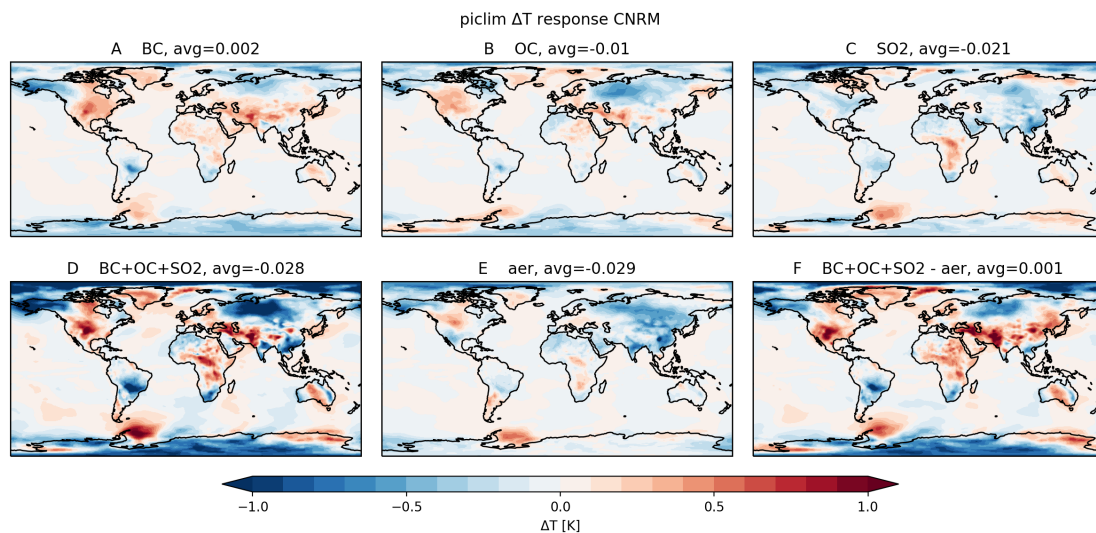 piclim ΔT response CNRM
A BC, avg=0.002
B OC, avg=-0.01
C SO2, avg=-0.021
D BC+OC+SO2, avg=-0.028
E aer, avg=-0.029
F BC+OC+SO2 - aer, avg=0.001
−1.0 −0.5 0.0 0.5 1.0
ΔT [K]